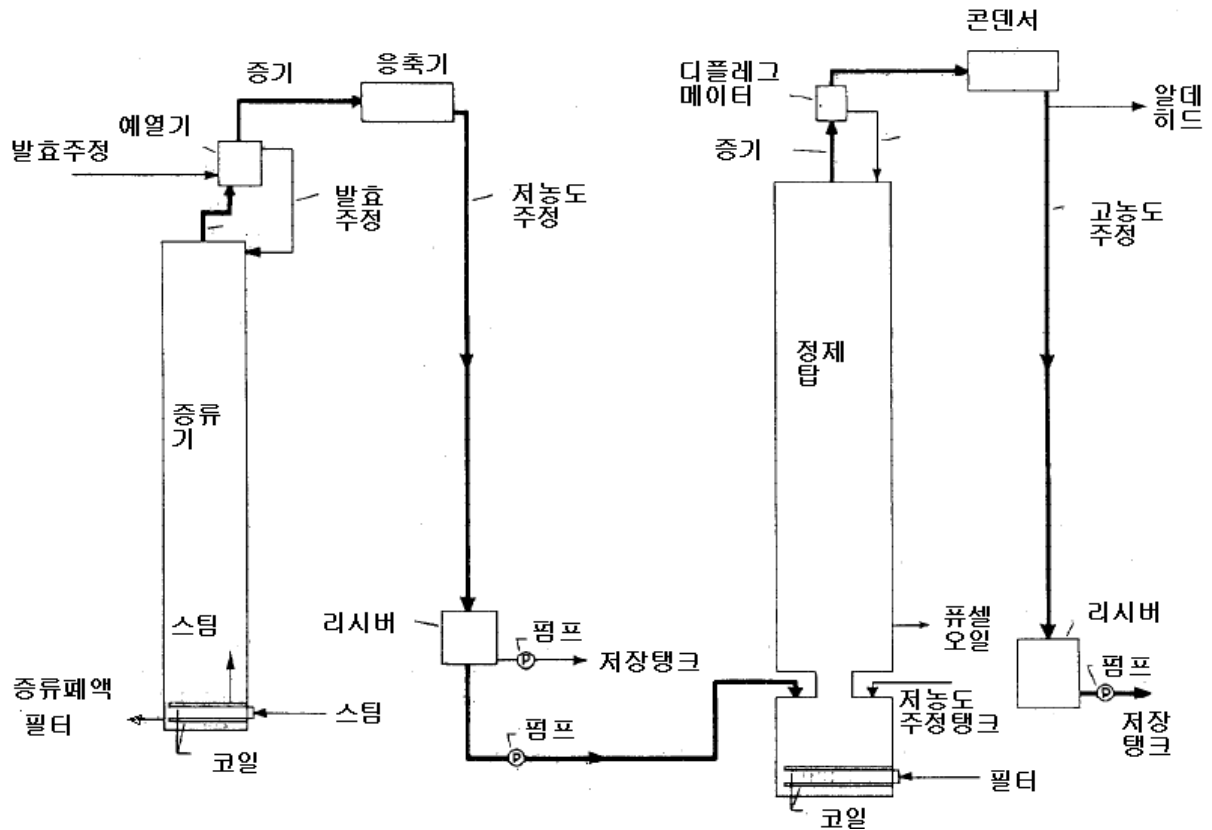 콘덴서
응축기
증기
디플레그
메이터
알데
히드
예열기
발효주정
증기
발효
주정
저농도
주정
고농도
주정
정제
탑
증류
기
스팀
리시버
펌프
저장탱크
퓨셀
오일
리시버
펌프
증류폐액
필터
스팀
저농도
주정탱크
저장
탱크
코일
펌프
필터
코일
P
P
P